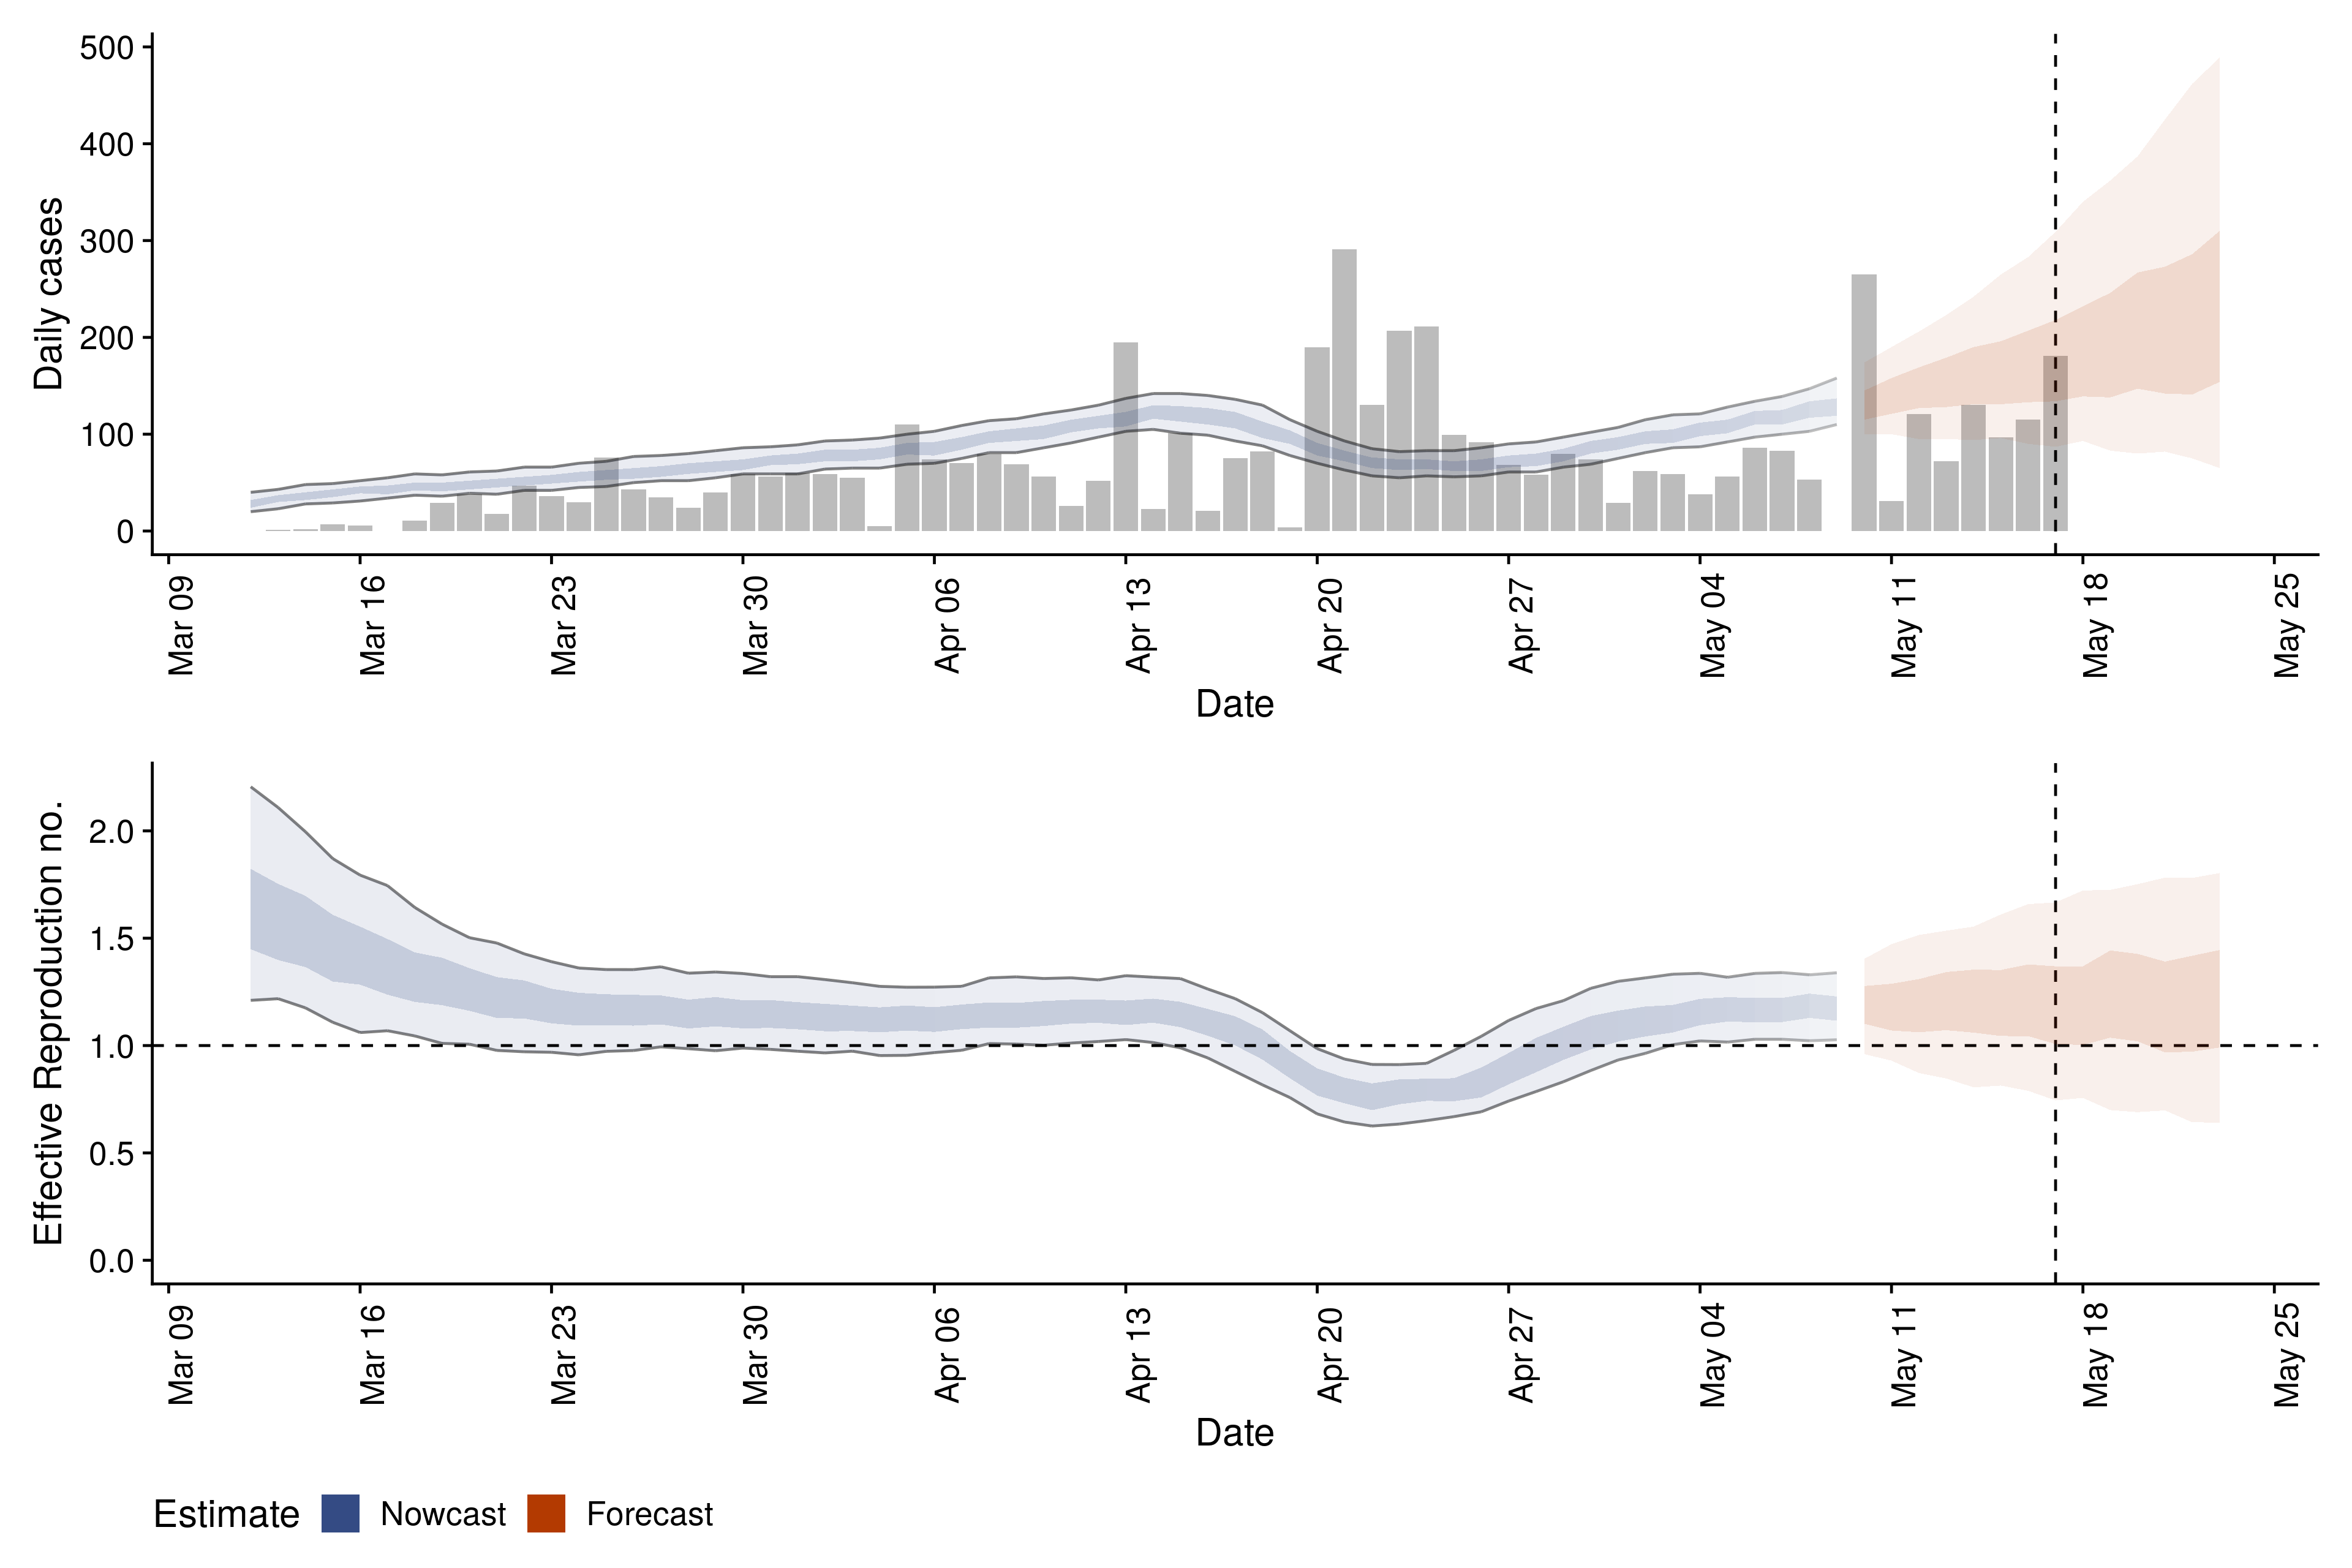 500
400
300
200
100
0
Daily cases
Mar 09 Mar 16 Mar 23 Mar 30 Apr 06 Apr 13 Apr 20 Apr 27 May 04 May 11 May 18 May 25
Date
2.0
1.5
1.0
0.5
0.0
Effective Reproduction no.
Mar 09 Mar 16 Mar 23 Mar 30 Apr 06 Apr 13 Apr 20 Apr 27 May 04 May 11 May 18 May 25
Date
Estimate Nowcast Forecast